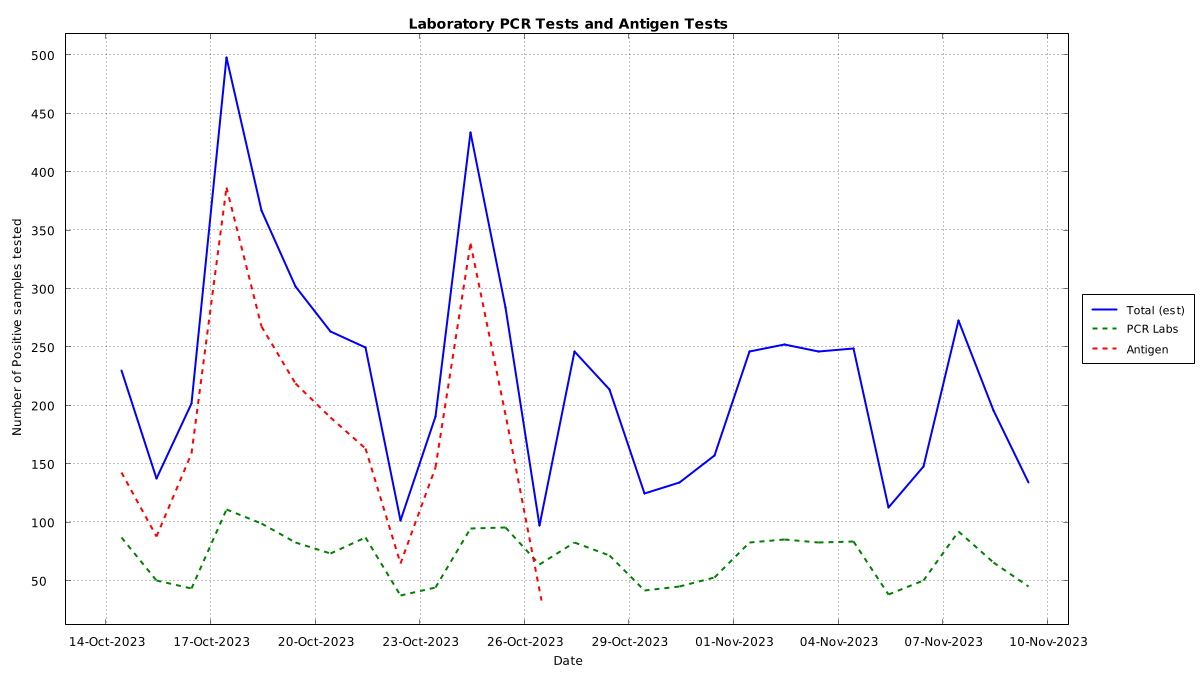 Laboratory PCR Tests and Antigen Tests
500
450
400
350
300
250
200
150
100
50
Number of Positive samples tested
14-Oct-2023 17-Oct-2023 20-Oct-2023 23-Oct-2023 26-Oct-2023 29-Oct-2023 01-Nov-2023 04-Nov-2023 07-Nov-2023 10-Nov-2023
Date
Total (est)
PCR Labs
Antigen